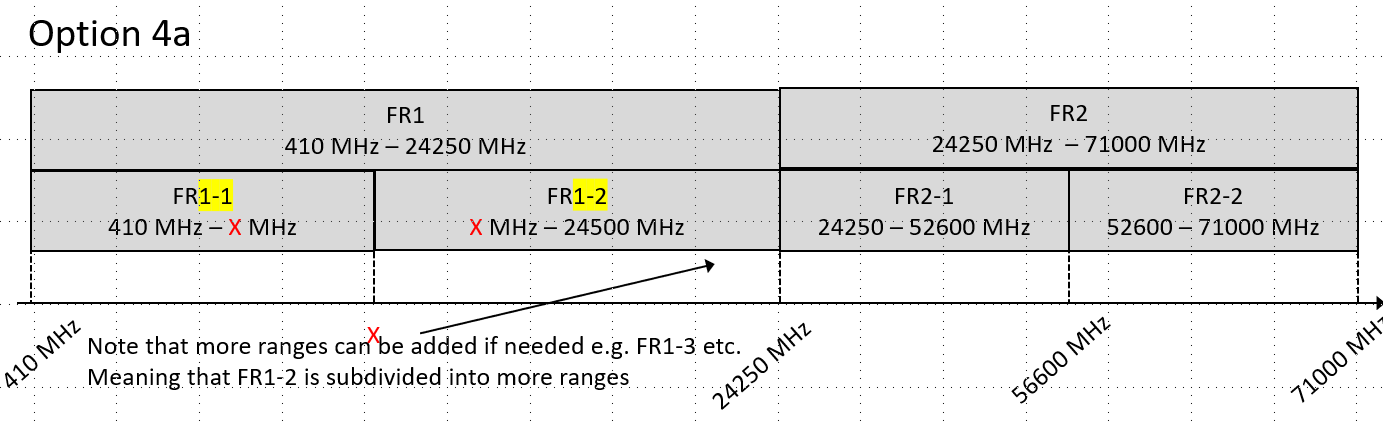 Option 4a
FR1
410 MHz – 24250 MHz
FR2
24250 MHz – 71000 MHz
FR1-1
410 MHz – X MHz
FR1-2
X MHz – 24500 MHz
FR2-1
24250 – 52600 MHz
FR2-2
52600 – 71000 MHz
410 MHz
X
24250 MHz
56600 MHz
71000 MHz
Note that more ranges can be added if needed e.g. FR1-3 etc.
Meaning that FR1-2 is subdivided into more ranges